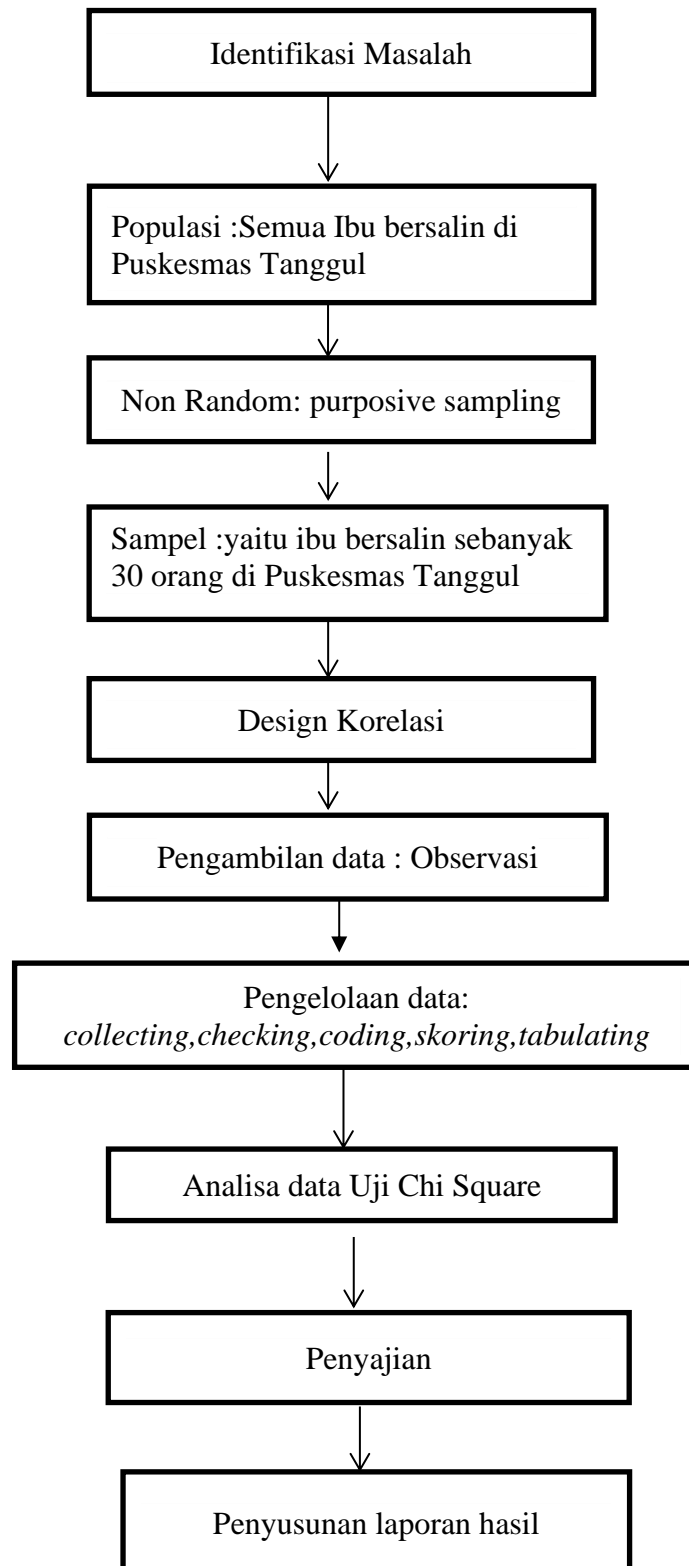 Identifikasi Masalah
Populasi :Semua Ibu bersalin di
Puskesmas Tanggul
Non Random: purposive sampling
Sampel :yaitu ibu bersalin sebanyak
30 orang di Puskesmas Tanggul
Design Korelasi
Pengambilan data : Observasi
Pengelolaan data:
collecting,checking,coding,skoring,tabulating
Analisa data Uji Chi Square
Penyajian
Penyusunan laporan hasil